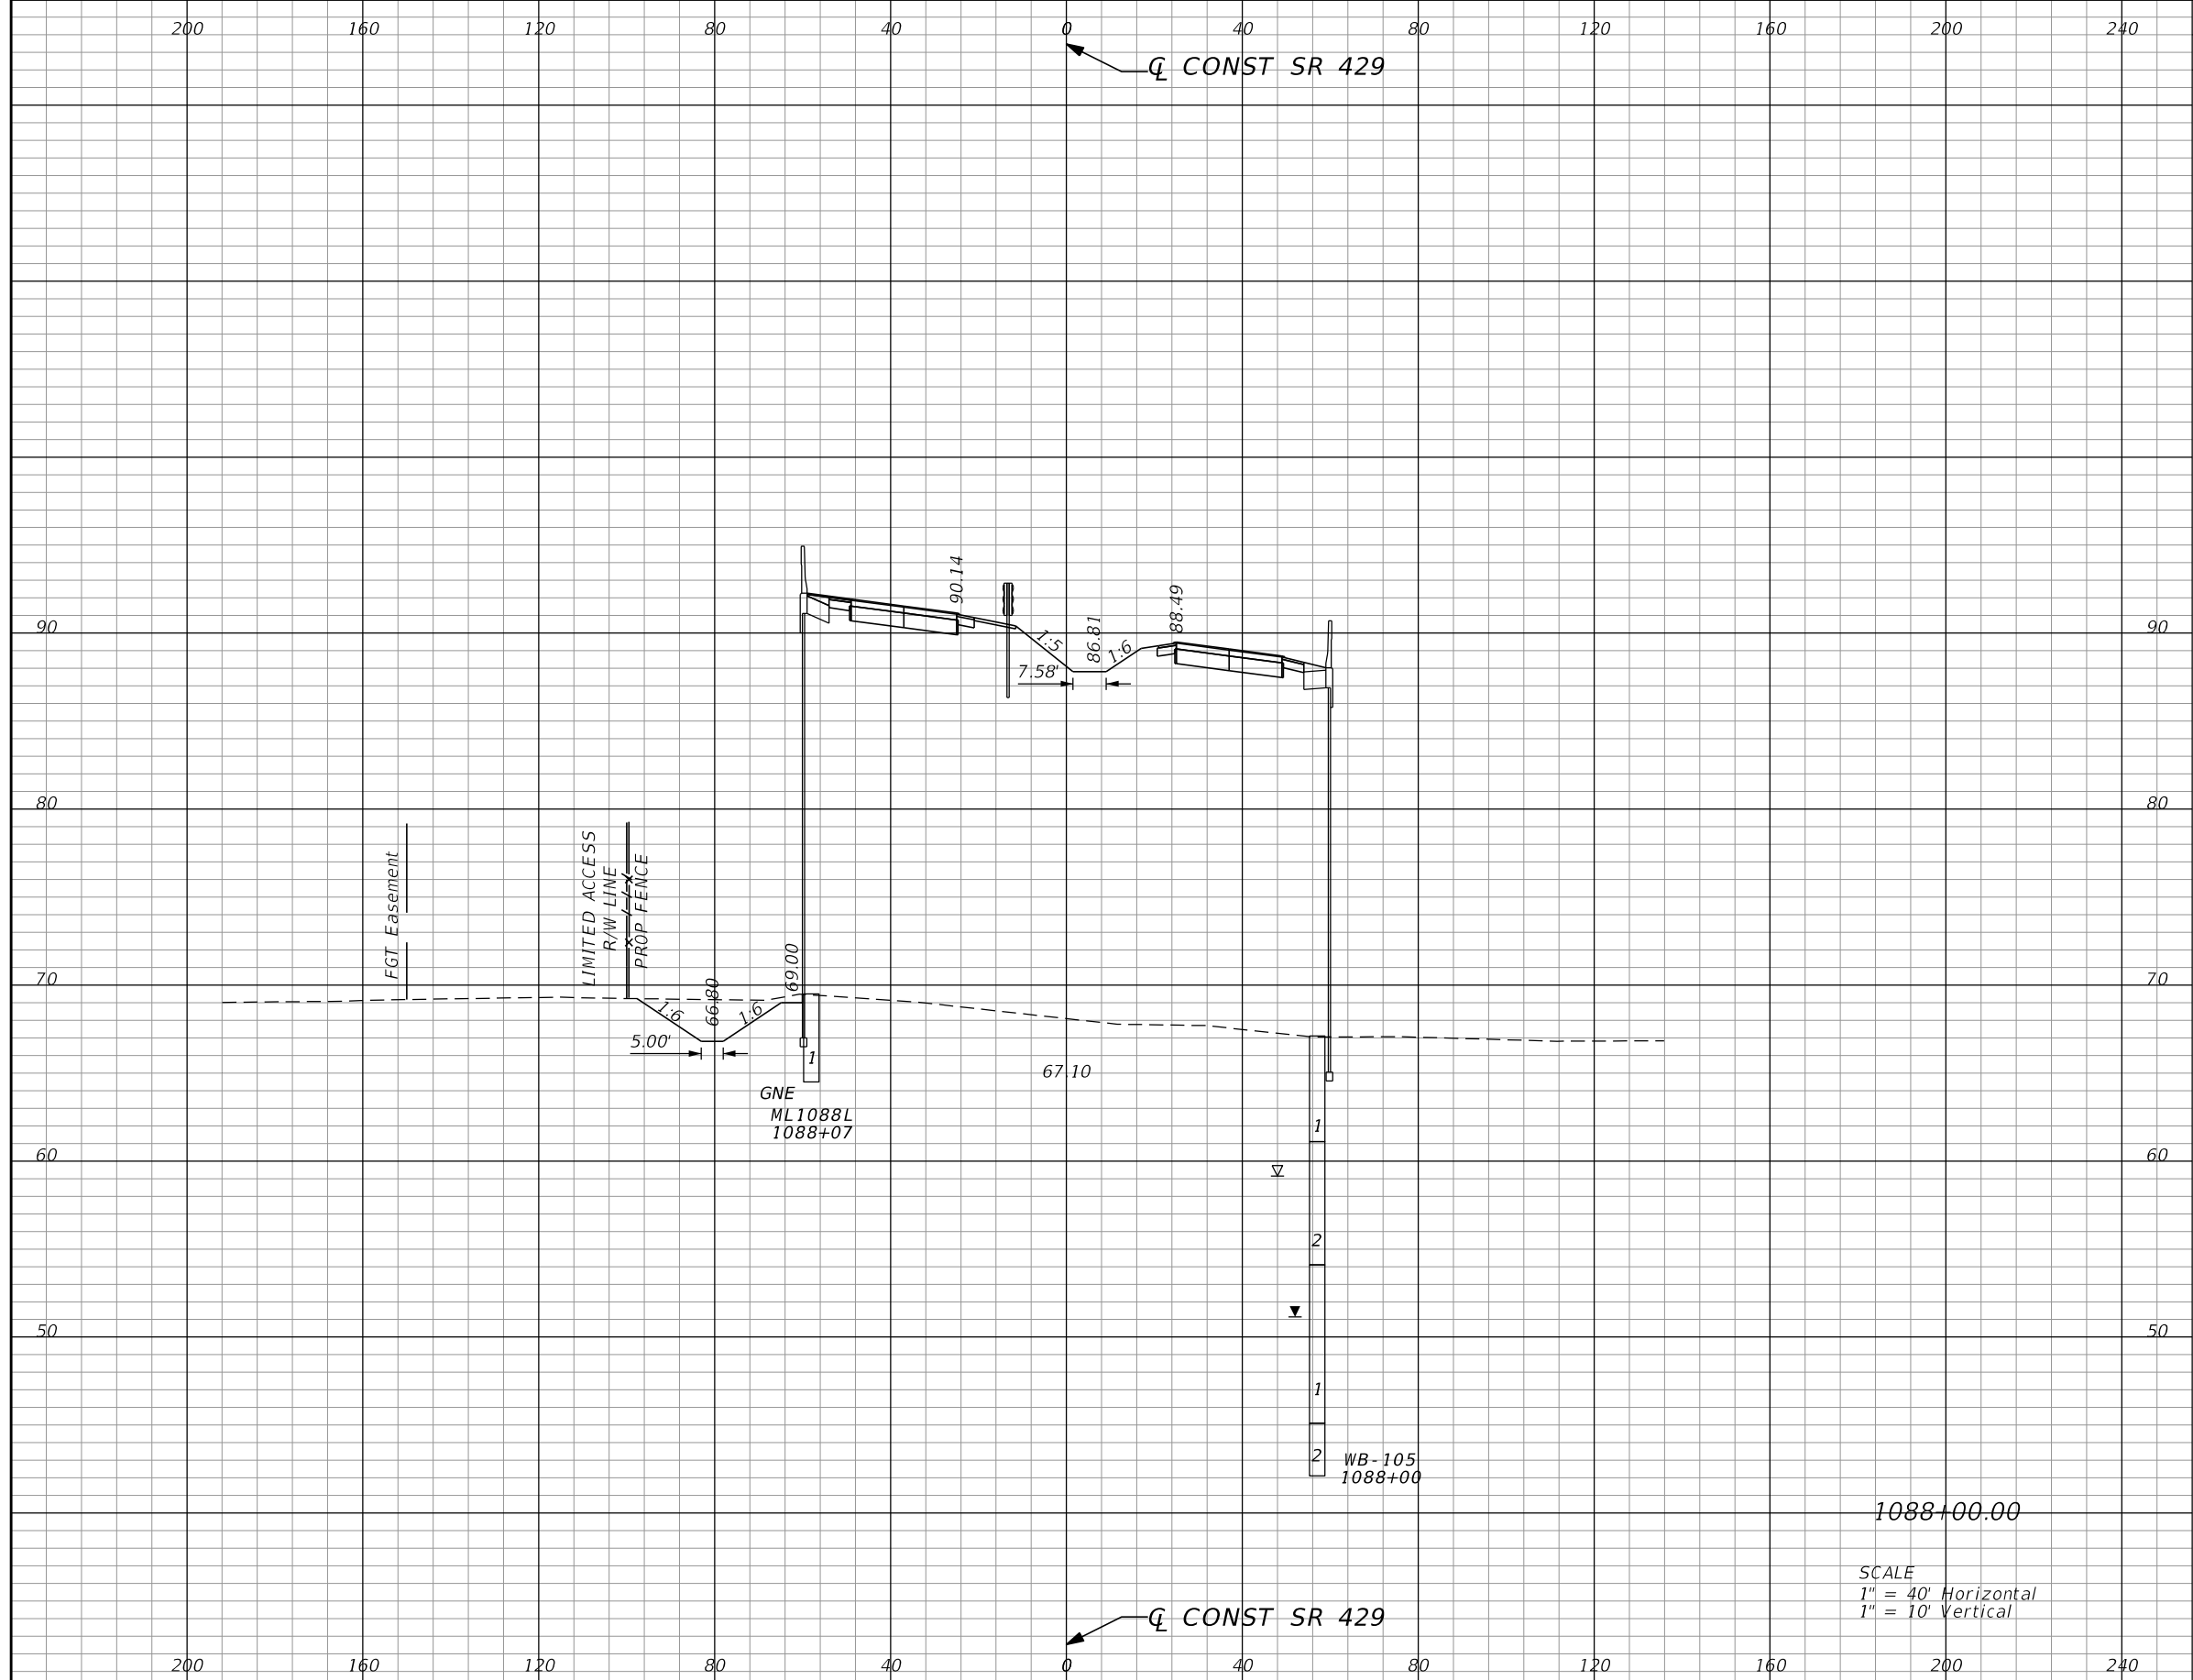 200 160 120 80 40 0 40 80 120 160 200 240
℄ CONST SR 429
90.14
88.49
86.81
1:5
1:6
7.58'
90 90
80 80
FGT Easement
LIMITED ACCESS
R/W LINE
PROP FENCE
69.00
66.80
70 70
1:6
1:6
5.00'
1
67.10
GNE
ML1088L
1088+07
1
60 60
2
50 50
1
2
WB-105
1088+00
1088+00.00
SCALE
1" = 40' Horizontal
1" = 10' Vertical
℄ CONST SR 429
200 160 120 80 40 0 40 80 120 160 200 240